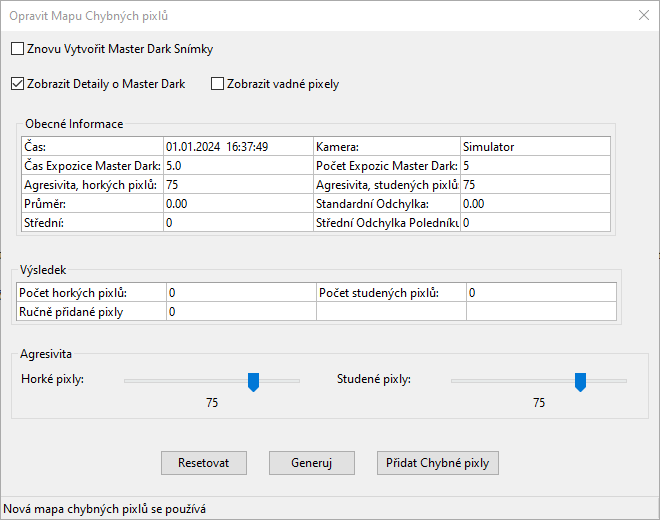 Opravit Mapu Chybných pixlů
Znovu Vytvořit Master Dark Snímky
Zobrazit Detaily o Master Dark Zobrazit vadné pixely
Obecné Informace
Čas: 01.01.2024 16:37:49 Kamera: Simulator
Čas Expozice Master Dark: 5.0 Počet Expozic Master Dark: 5
Agresivita, horkých pixlů: 75 Agresivita, studených pixlů: 75
Průměr: 0.00 Standardní Odchylka: 0.00
Střední: 0 Střední Odchylka Poledníku 0
Výsledek
Počet horkých pixlů: 0 Počet studených pixlů: 0
Ručně přidané pixly 0
Agresivita
Horké pixly: Studené pixly:
75 75
Resetovat Generuj Přidat Chybné pixly
Nová mapa chybných pixlů se používá